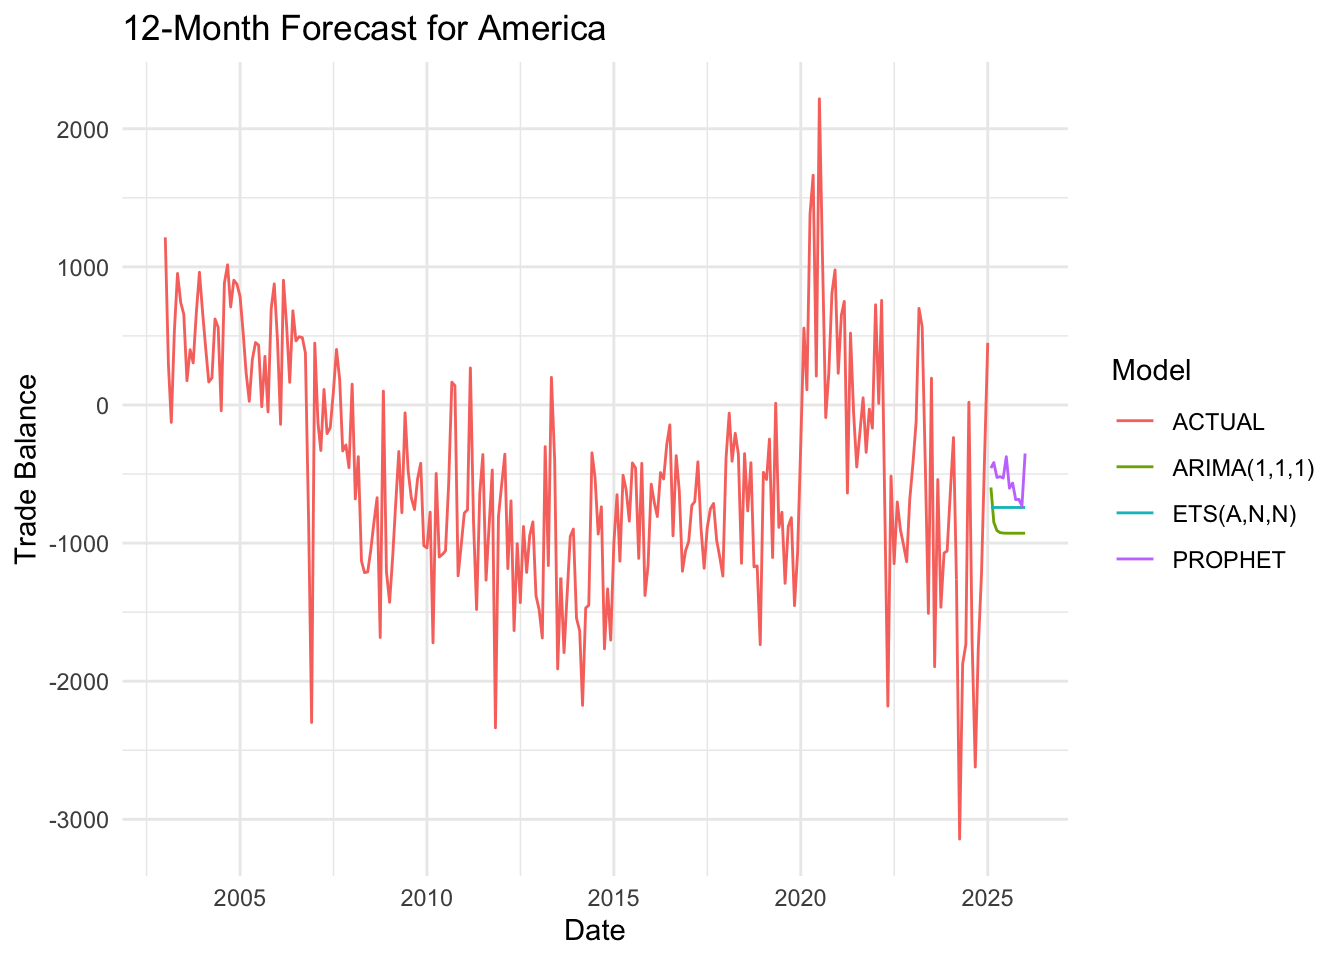 12-Month Forecast for America
2000
1000
0
-1000
-2000
-3000
Trade Balance
2005
2010
2015
2020
2025
Date
Model
ACTUAL
ARIMA(1,1,1)
ETS(A,N,N)
PROPHET